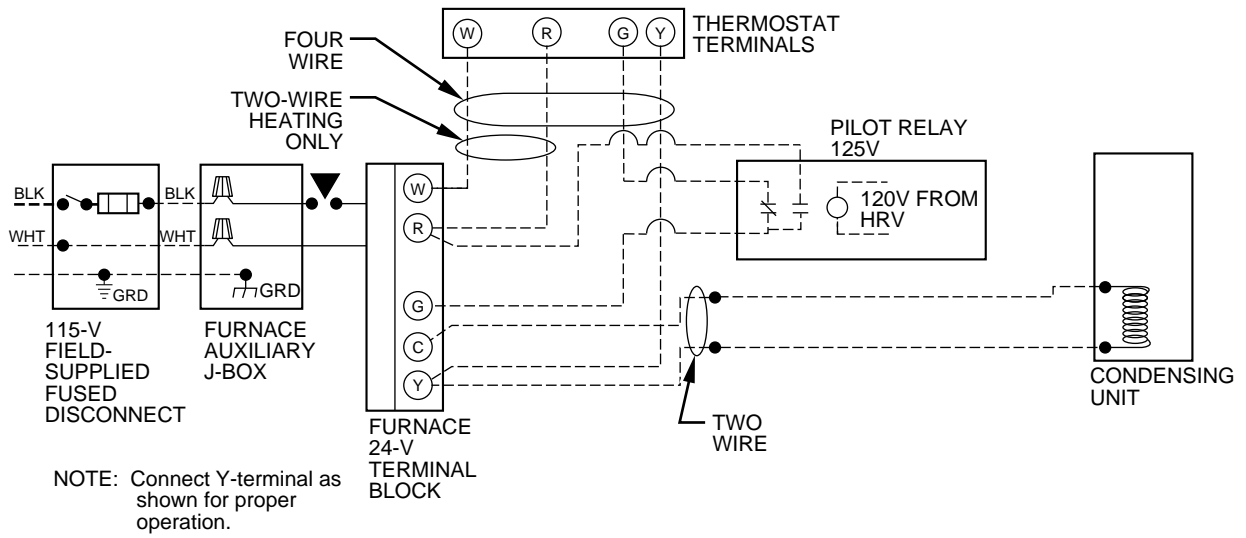 THERMOSTAT
TERMINALS
W
R
G
Y
FOUR
WIRE
TWO-WIRE
HEATING
ONLY
PILOT RELAY
125V
120V FROM
HRV
BLK
BLK
WHT
WHT
GRD
GRD
W
R
G
C
Y
115-V
FIELD-
SUPPLIED
FUSED
DISCONNECT
FURNACE
AUXILIARY
J-BOX
FURNACE
24-V
TERMINAL
BLOCK
TWO
WIRE
CONDENSING
UNIT
NOTE: Connect Y-terminal as
shown for proper
operation.